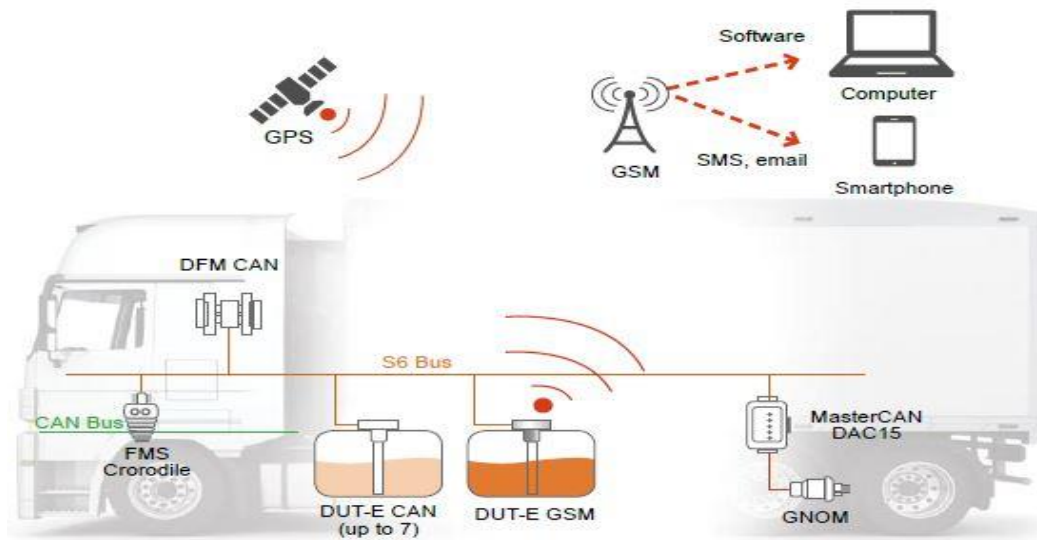 Software
Computer
GPS
GSM
SMS, email
Smartphone
DFM CAN
S6 Bus
CAN Bus
FMS
Crorodile
MasterCAN
DAC15
DUT-E CAN
(up to 7)
DUT-E GSM
GNOM